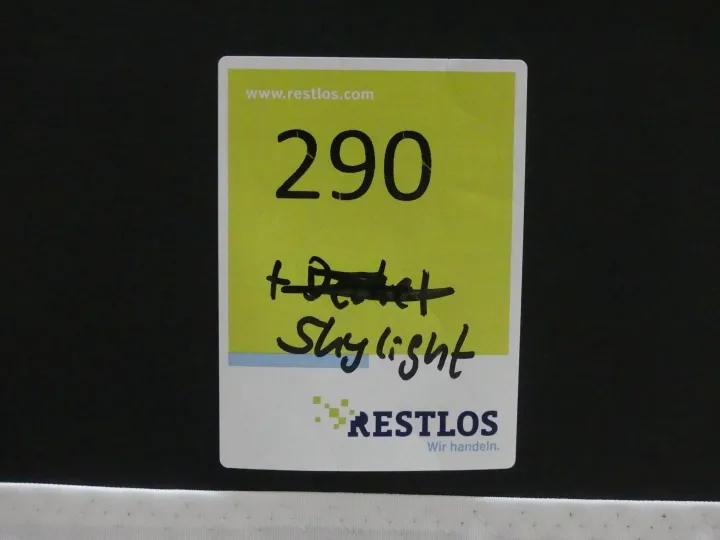 www.restlos.com
290
+
Skylight
RESTLOS
Wir handeln.